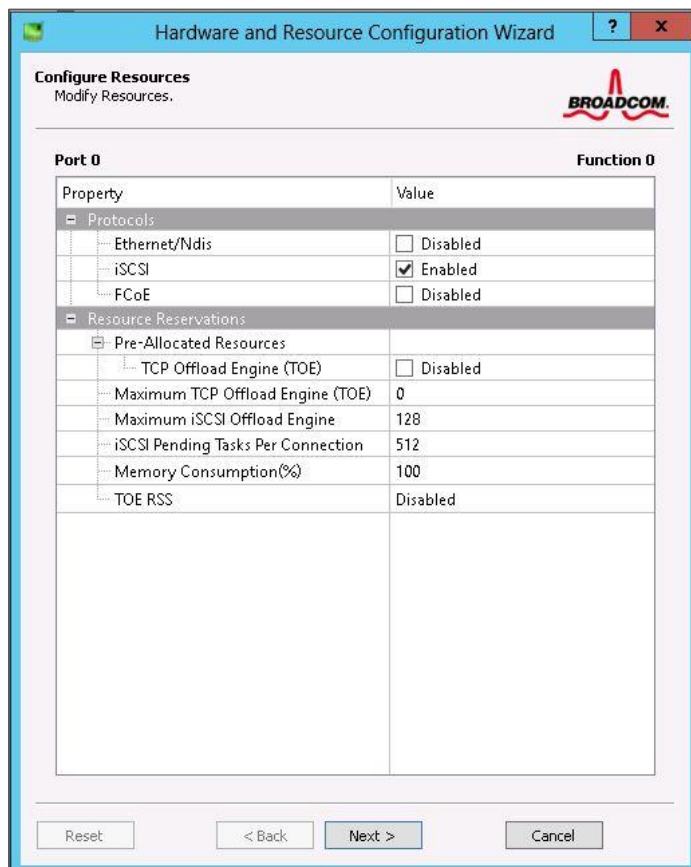 Hardware and Resource Configuration Wizard ? x
Configure Resources
Modify Resources.
BROADCOM.
Port 0 Function 0
Property Value
Protocols
Ethernet/Ndis Disabled
iSCSI Enabled
FCoE Disabled
Resource Reservations
Pre-Allocated Resources
TCP Offload Engine (TOE) Disabled
Maximum TCP Offload Engine (TOE) 0
Maximum iSCSI Offload Engine 128
iSCSI Pending Tasks Per Connection 512
Memory Consumption(%) 100
TOE RSS Disabled
Reset < Back Next > Cancel